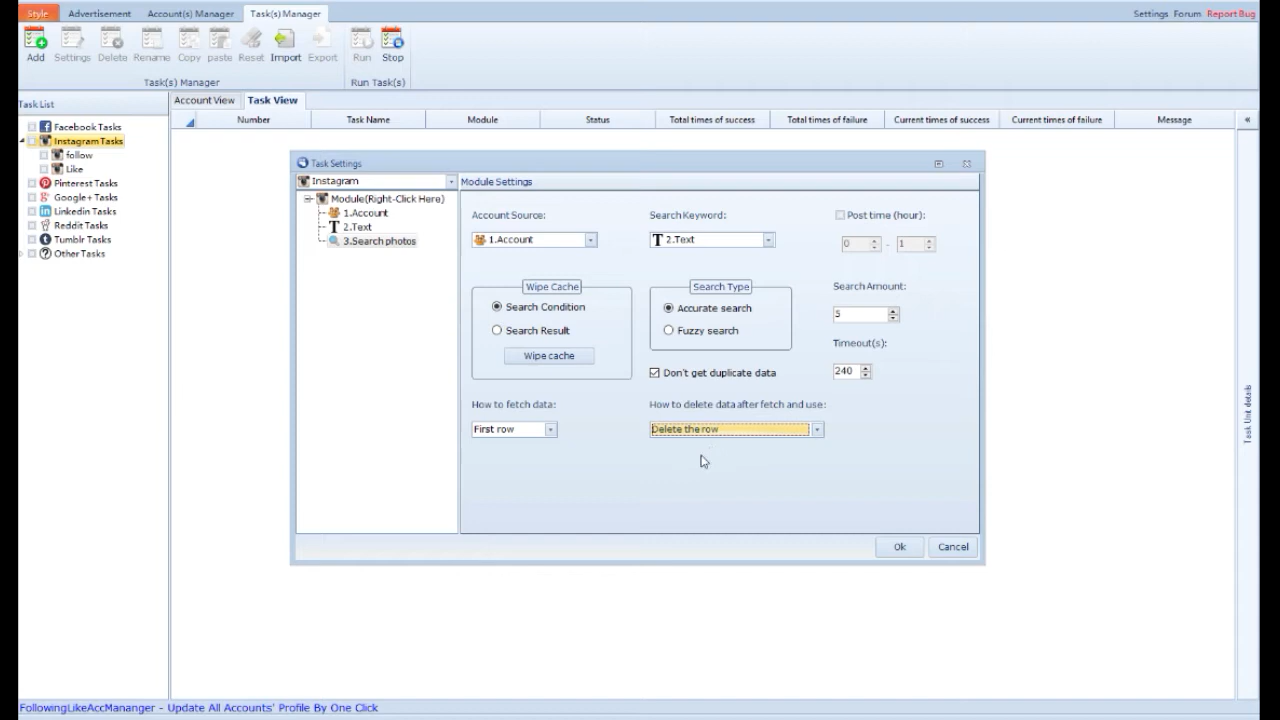 Style Advertisement Account(s) Manager Task(s) Manager Settings Forum Report Bug
Add Settings Delete Rename Copy paste Reset Import Export Run Stop
Task(s) Manager Run Task(s)
Task List
Account View Task View
Number Task Name Module Status Total times of success Total times of failure Current times of success Current times of failure Message «
Facebook Tasks
Instagram Tasks
follow
Like
Pinterest Tasks
Google+ Tasks
Linkedin Tasks
Reddit Tasks
Tumblr Tasks
Other Tasks
Task Settings
Instagram
Module(Right-Click Here)
1.Account
2.Text
3.Search photos
Module Settings
Account Source: Search Keyword: Post time (hour):
1.Account 2.Text 0 - 1
Wipe Cache Search Type Search Amount:
Search Condition Accurate search 5
Search Result Fuzzy search
Timeout(s):
Wipe cache
Don't get duplicate data 240
How to fetch data: How to delete data after fetch and use:
First row Delete the row
Ok Cancel
Task Unit details
FollowingLikeAccMananger - Update All Accounts' Profile By One Click